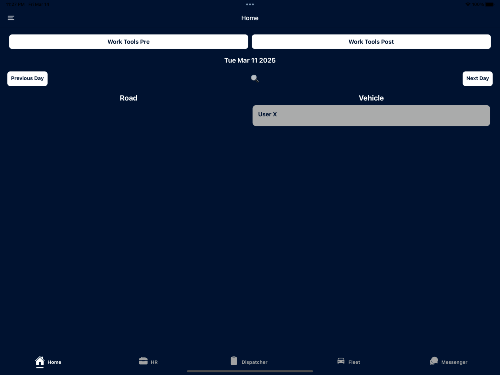 Home
Work Tools Pre
Work Tools Post
Tue Mar 11 2025
Previous Day
Next Day
Road
Vehicle
User X
Home
HR
Dispatcher
Fleet
Messenger